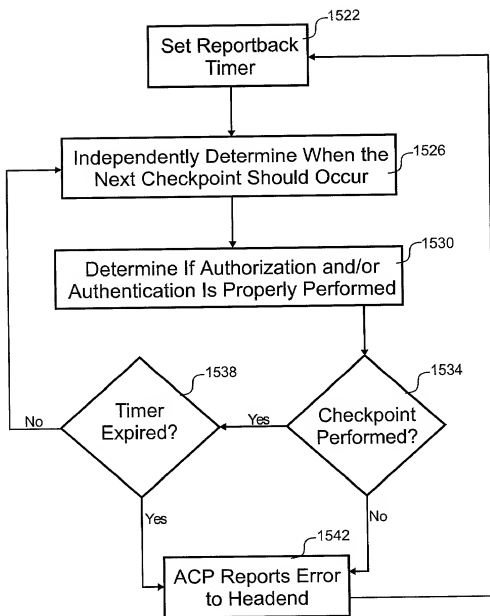 1522
Set Reportback
Timer
Independently Determine When the
Next Checkpoint Should Occur
1526
1530
Determine If Authorization and/or
Authentication Is Properly Performed
1538
1534
Timer
Expired?
Checkpoint
Performed?
No
Yes
Yes
No
1542
ACP Reports Error
to Headend